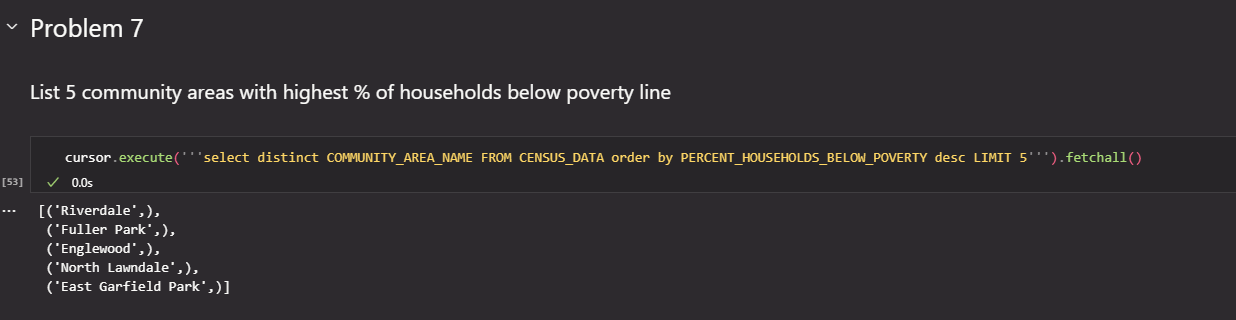 Problem 7
List 5 community areas with highest % of households below poverty line
cursor.execute('''select distinct COMMUNITY_AREA_NAME FROM CENSUS_DATA order by PERCENT_HOUSEHOLDS_BELOW_POVERTY desc LIMIT 5''').fetchall()
[53] ✓ 0.0s
... [('Riverdale',),
('Fuller Park',),
('Englewood',),
('North Lawndale',),
('East Garfield Park',)]